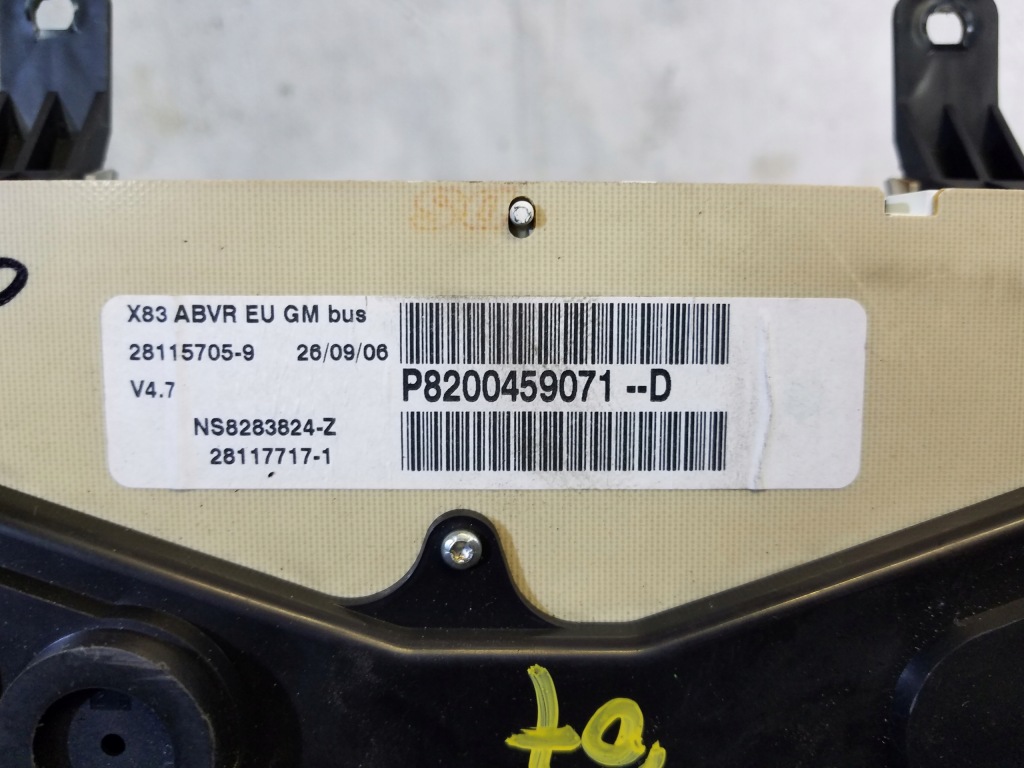 X83 ABVR EU GM bus
28115705-9 26/09/06
V4.7
P8200459071 --D
NS8283824-Z
28117717-1